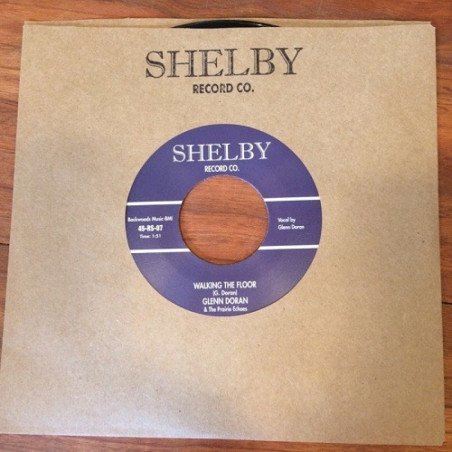 SHELBY
RECORD CO.
SHELBY
RECORD CO.
Backwoods Music-BMI
45-RS-07
Time: 1:51
Vocal by
Glenn Doran
WALKING THE FLOOR
(G. Doran)
GLENN DORAN
& The Prairie Echoes